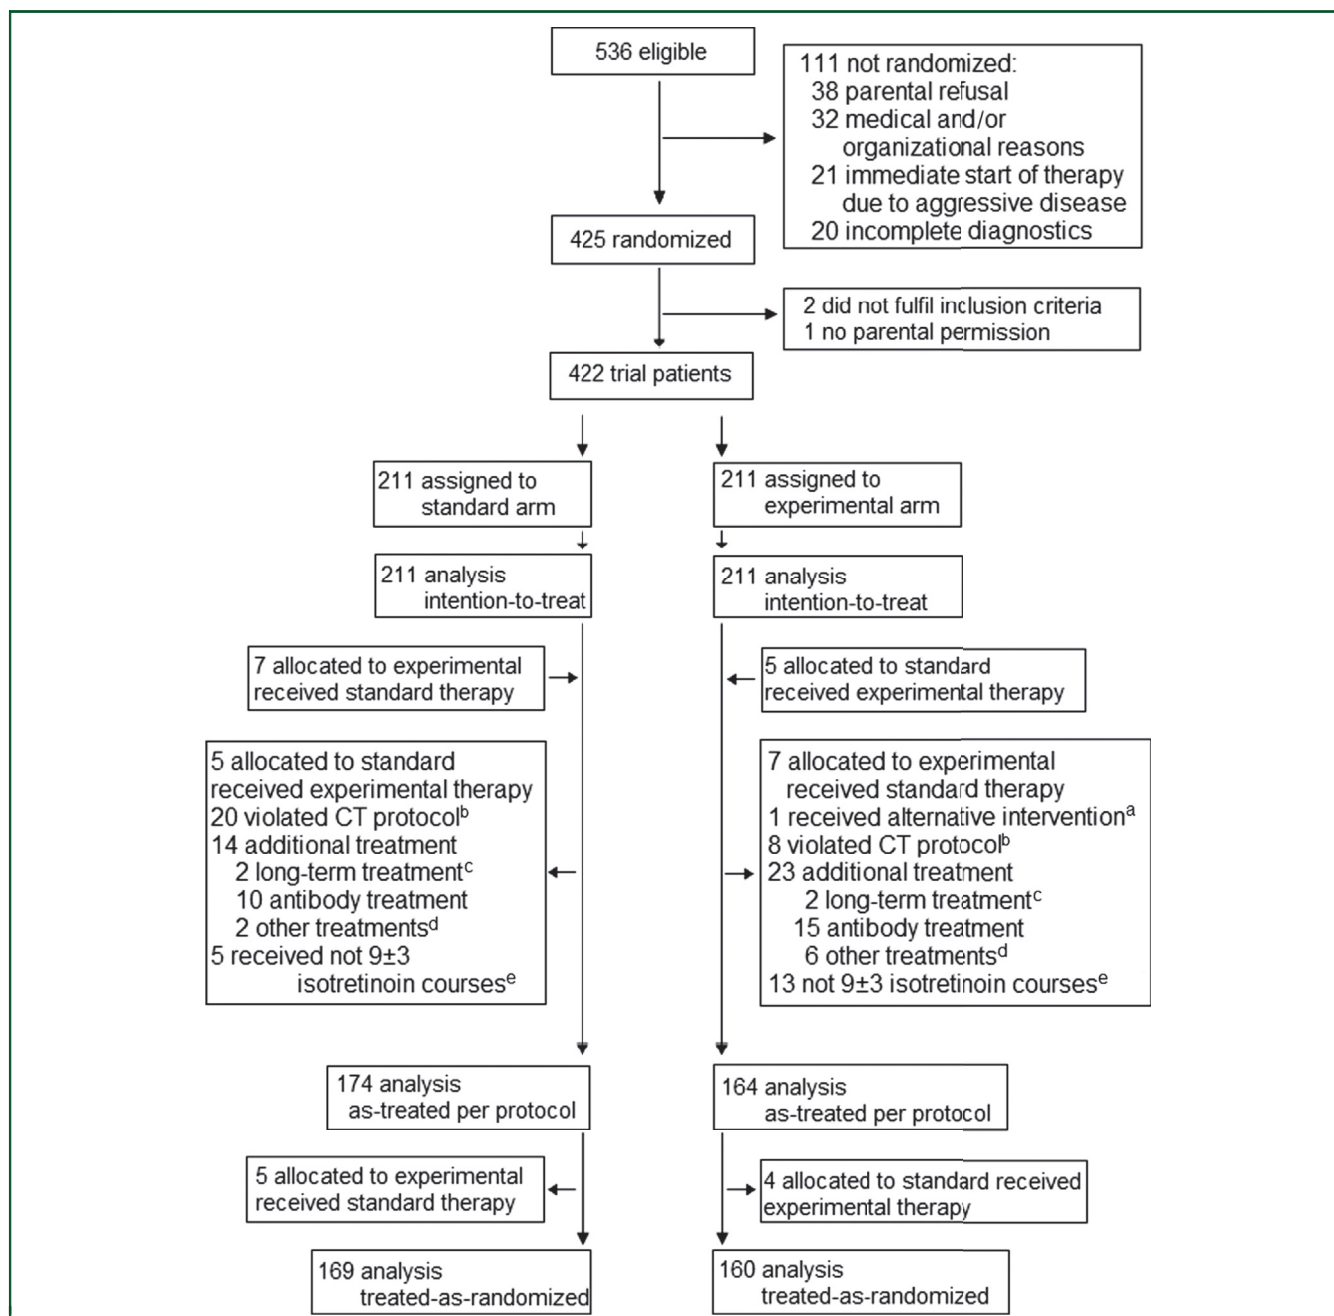 536 eligible
111 not randomized:
38 parental refusal
32 medical and/or
organizational reasons
21 immediate start of therapy
due to aggressive disease
20 incomplete diagnostics
425 randomized
2 did not fulfil inclusion criteria
1 no parental permission
422 trial patients
211 assigned to
standard arm
211 assigned to
experimental arm
211 analysis
intention-to-treat
211 analysis
intention-to-treat
7 allocated to experimental
received standard therapy
5 allocated to standard
received experimental therapy
5 allocated to standard
received experimental therapy
20 violated CT protocolᵇ
14 additional treatment
2 long-term treatmentᶜ
10 antibody treatment
2 other treatmentsᵈ
5 received not 9±3
isotretinoin coursesᵉ
7 allocated to experimental
received standard therapy
1 received alternative interventionᵃ
8 violated CT protocolᵇ
23 additional treatment
2 long-term treatmentᶜ
15 antibody treatment
6 other treatmentsᵈ
13 not 9±3 isotretinoin coursesᵉ
174 analysis
as-treated per protocol
164 analysis
as-treated per protocol
5 allocated to experimental
received standard therapy
4 allocated to standard received
experimental therapy
169 analysis
treated-as-randomized
160 analysis
treated-as-randomized